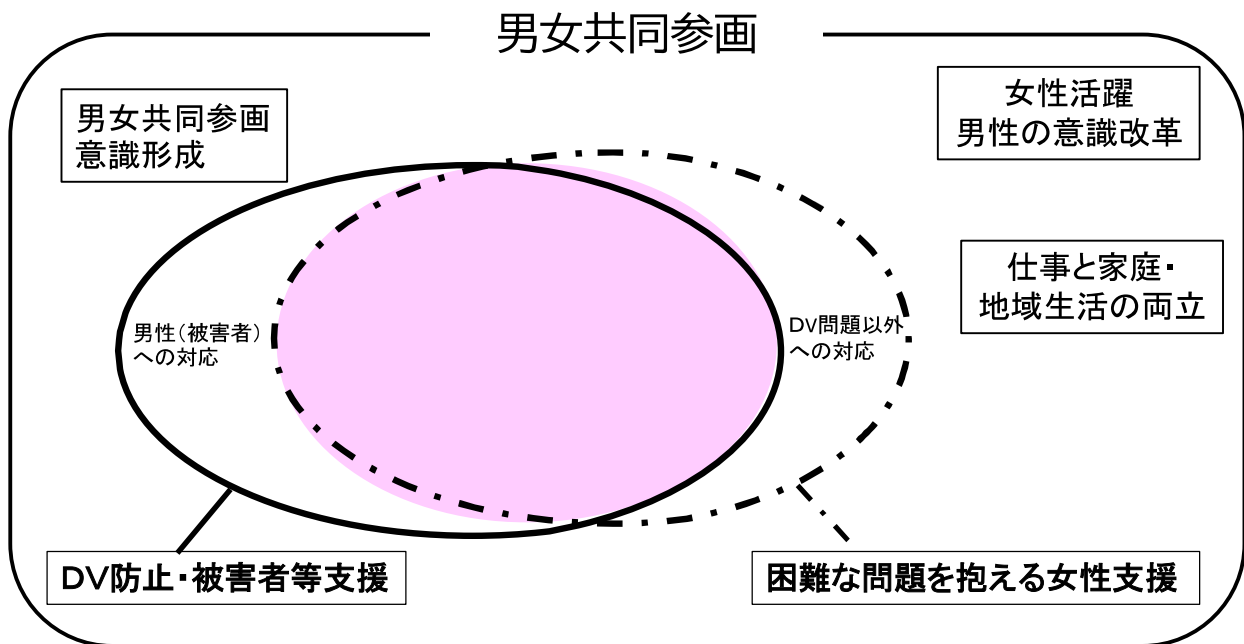 男女共同参画
男女共同参画
意識形成
女性活躍
男性の意識改革
仕事と家庭・
地域生活の両立
男性（被害者）
への対応
DV問題以外
への対応
DV防止・被害者等支援
困難な問題を抱える女性支援